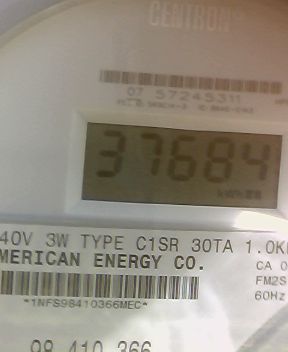 CENTRON®
07 57245311
37684
kWh
40V 3W TYPE C1SR 30TA 1.0K
MERICAN ENERGY CO.
CA 0
FM2S
60Hz
*1NFS98410366MEC*
98 410 366